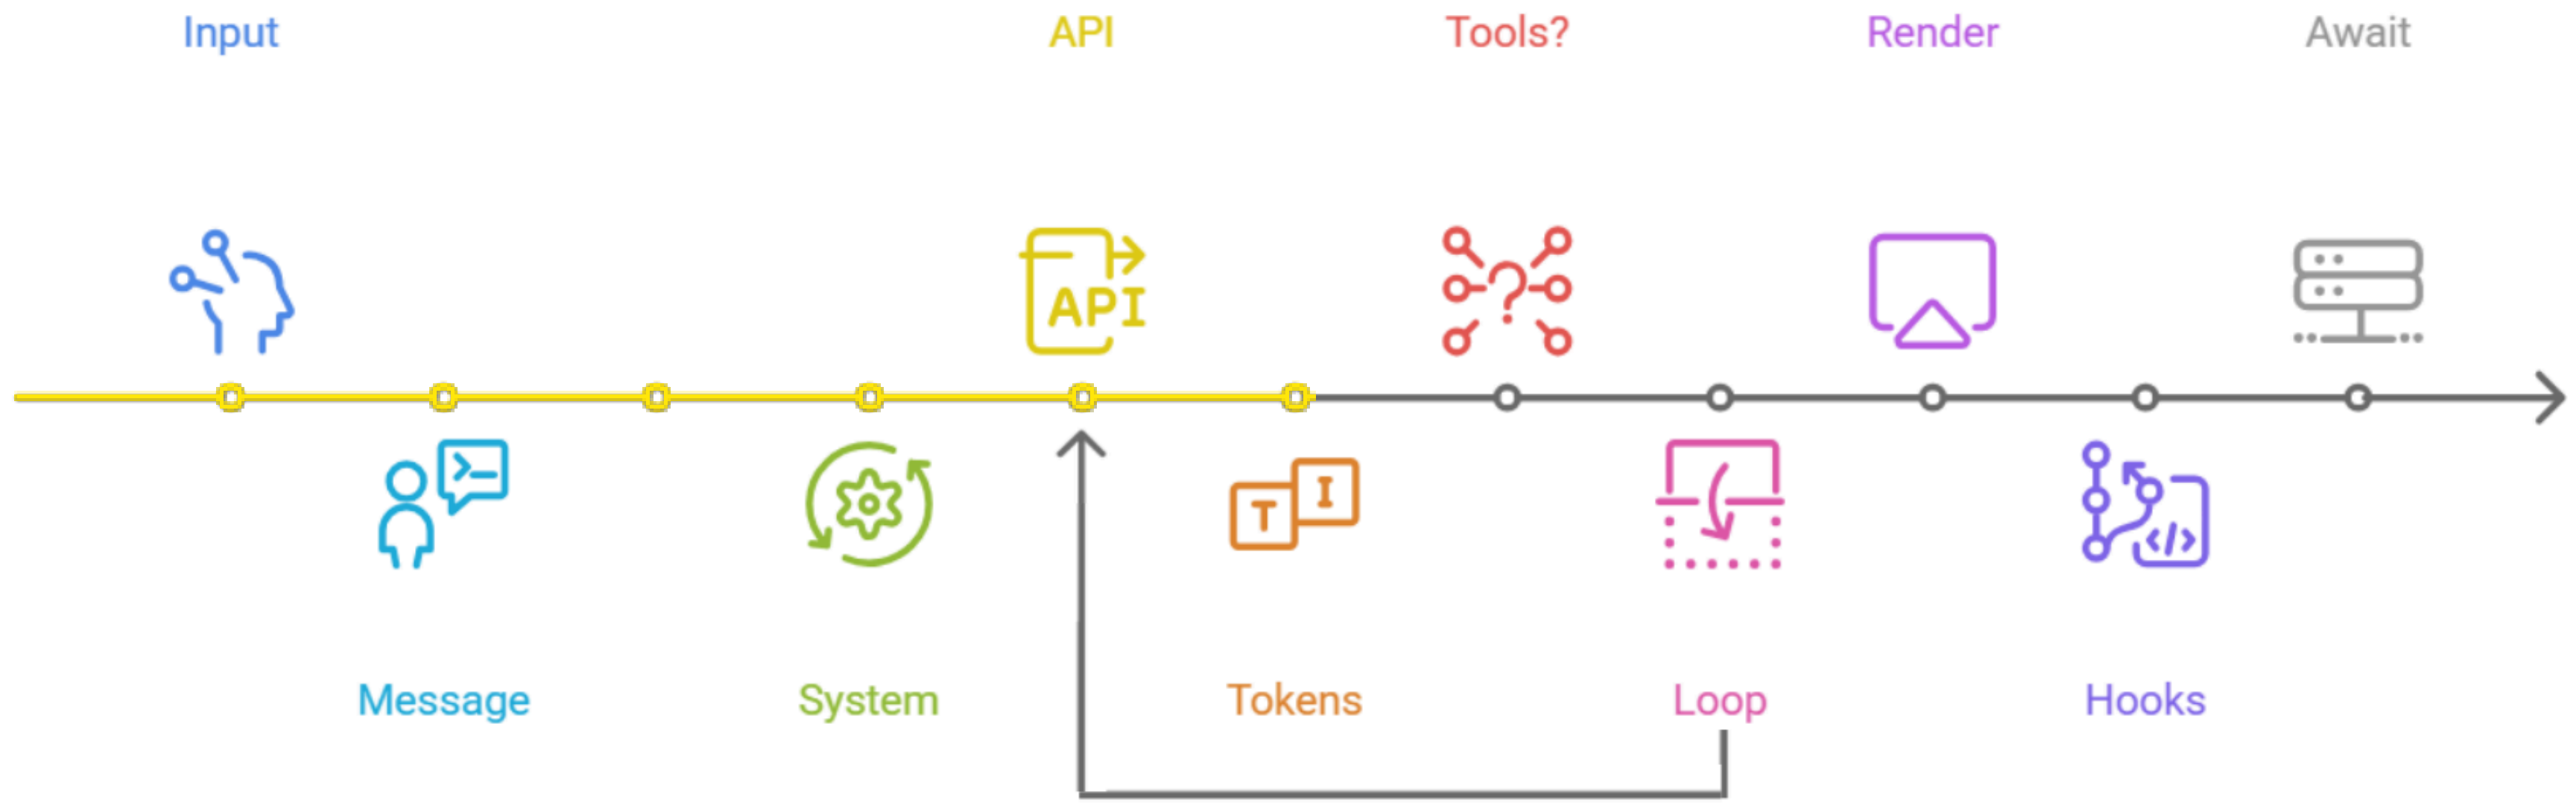 Input
API
Tools?
Render
Await
API
T
I
Message
System
Tokens
Loop
Hooks